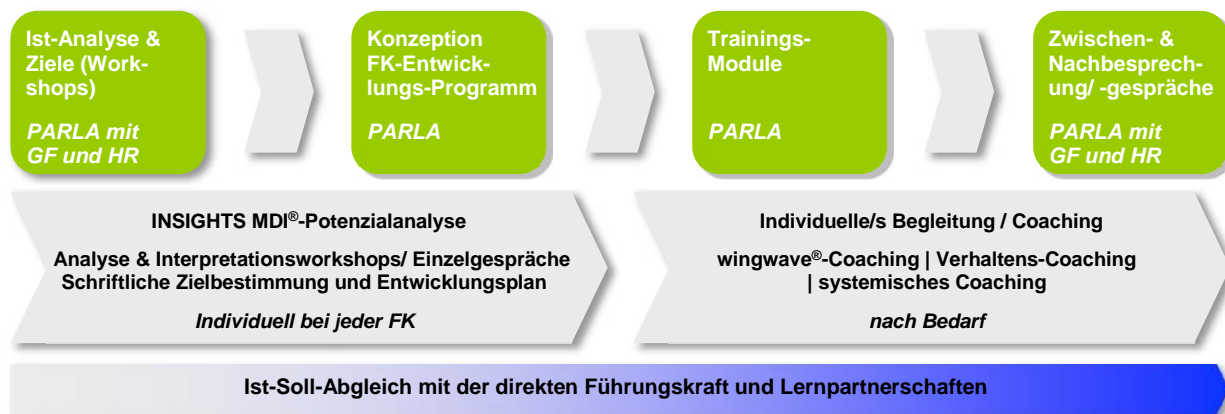 Ist-Analyse &
Ziele (Work-
shops)
PARLA mit
GF und HR
Konzeption
FK-Entwick-
lungs-Programm
PARLA
Trainings-
Module
PARLA
Zwischen- &
Nachbesprech-
ung/ -gespräche
PARLA mit
GF und HR
INSIGHTS MDI®-Potenzialanalyse
Analyse & Interpretationsworkshops/ Einzelgespräche
Schriftliche Zielbestimmung und Entwicklungsplan
Individuell bei jeder FK
Individuelle/s Begleitung / Coaching
wingwave®-Coaching | Verhaltens-Coaching
| systemisches Coaching
nach Bedarf
Ist-Soll-Abgleich mit der direkten Führungskraft und Lernpartnerschaften